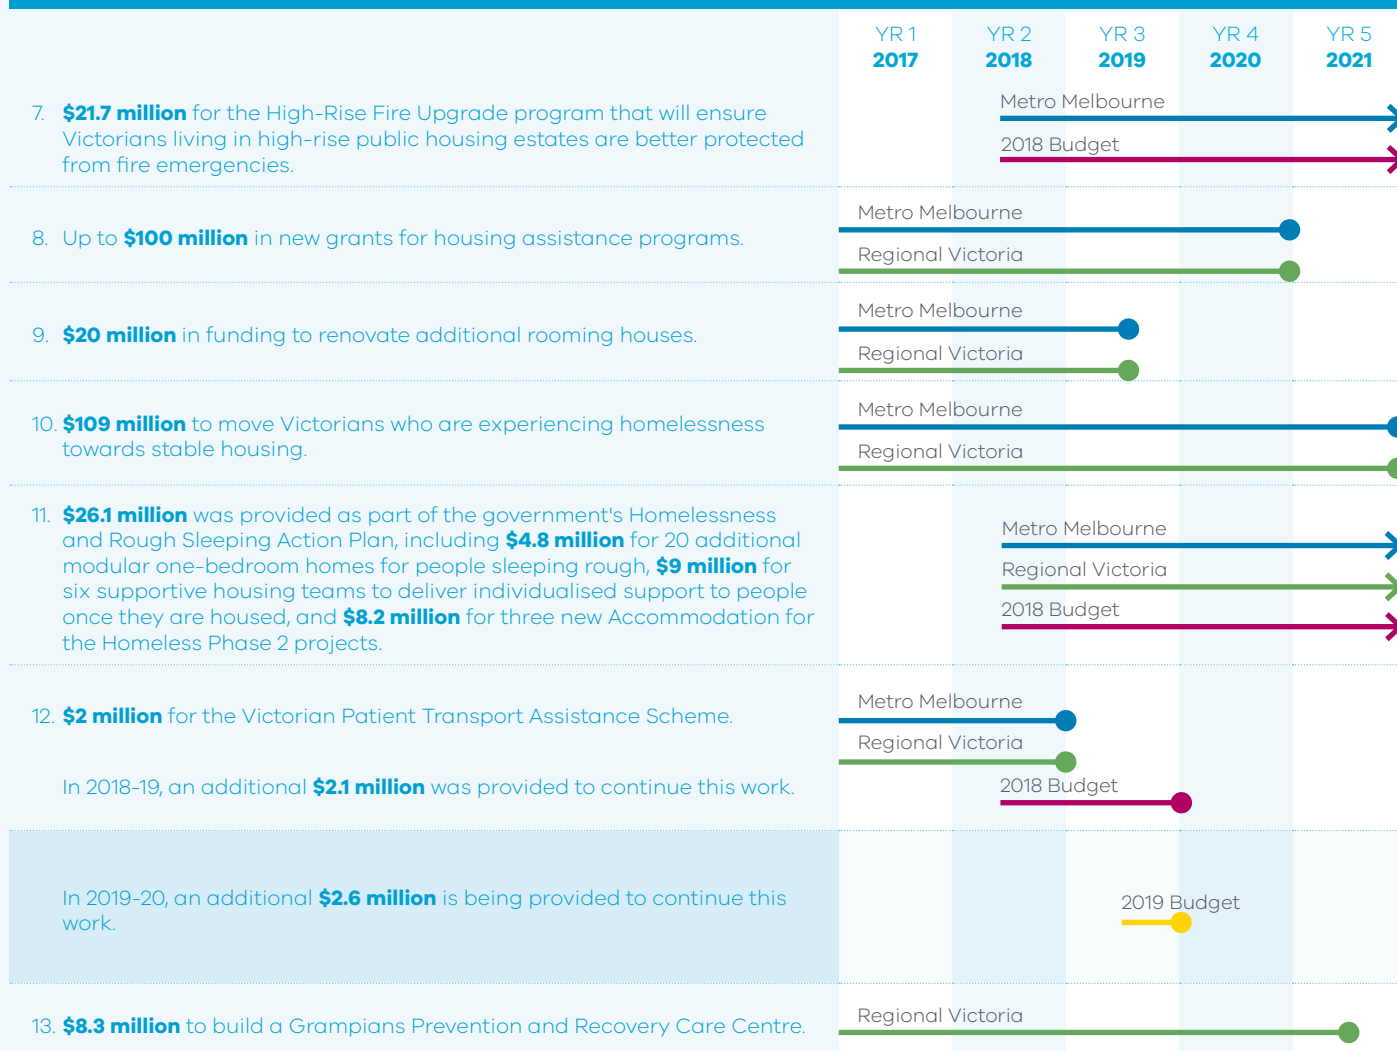 YR 1 YR 2 YR 3 YR 4 YR 5
2017 2018 2019 2020 2021
7. $21.7 million for the High-Rise Fire Upgrade program that will ensure
Victorians living in high-rise public housing estates are better protected
from fire emergencies.
Metro Melbourne
2018 Budget
8. Up to $100 million in new grants for housing assistance programs.
Metro Melbourne
Regional Victoria
9. $20 million in funding to renovate additional rooming houses.
Metro Melbourne
Regional Victoria
10. $109 million to move Victorians who are experiencing homelessness
towards stable housing.
Metro Melbourne
Regional Victoria
11. $26.1 million was provided as part of the government's Homelessness
and Rough Sleeping Action Plan, including $4.8 million for 20 additional
modular one-bedroom homes for people sleeping rough, $9 million for
six supportive housing teams to deliver individualised support to people
once they are housed, and $8.2 million for three new Accommodation for
the Homeless Phase 2 projects.
Metro Melbourne
Regional Victoria
2018 Budget
12. $2 million for the Victorian Patient Transport Assistance Scheme.
Metro Melbourne
Regional Victoria
In 2018-19, an additional $2.1 million was provided to continue this work.
2018 Budget
In 2019-20, an additional $2.6 million is being provided to continue this
work.
2019 Budget
13. $8.3 million to build a Grampians Prevention and Recovery Care Centre.
Regional Victoria